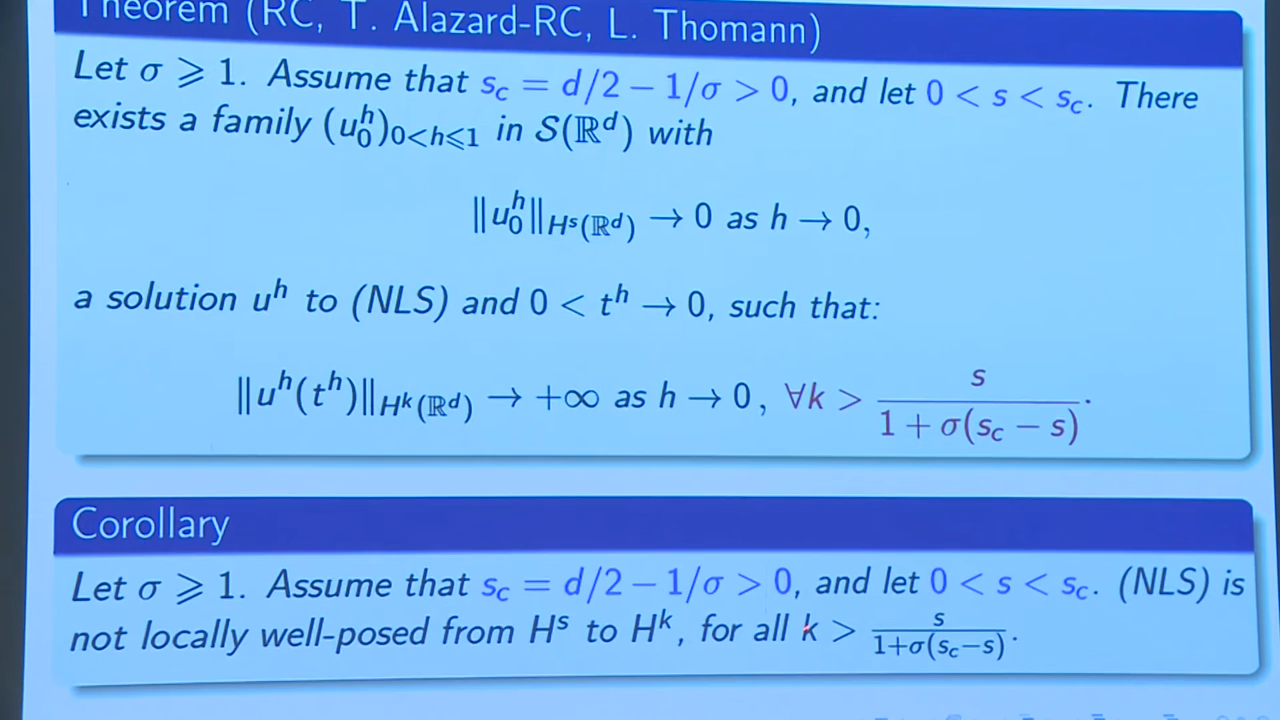 Theorem (RC, T. Alazard-RC, L. Thomann)
Let σ ⩾ 1. Assume that s_c = d/2 − 1/σ > 0, and let 0 < s < s_c. There
exists a family (u_0^h)_{0<h⩽1} in 𝒮(ℝ^d) with
‖u_0^h‖_{H^s(ℝ^d)} → 0 as h → 0,
a solution u^h to (NLS) and 0 < t^h → 0, such that:
‖u^h(t^h)‖_{H^k(ℝ^d)} → +∞ as h → 0, ∀k > s / (1 + σ(s_c − s)).
Corollary
Let σ ⩾ 1. Assume that s_c = d/2 − 1/σ > 0, and let 0 < s < s_c. (NLS) is
not locally well-posed from H^s to H^k, for all k > s / (1+σ(s_c−s)).